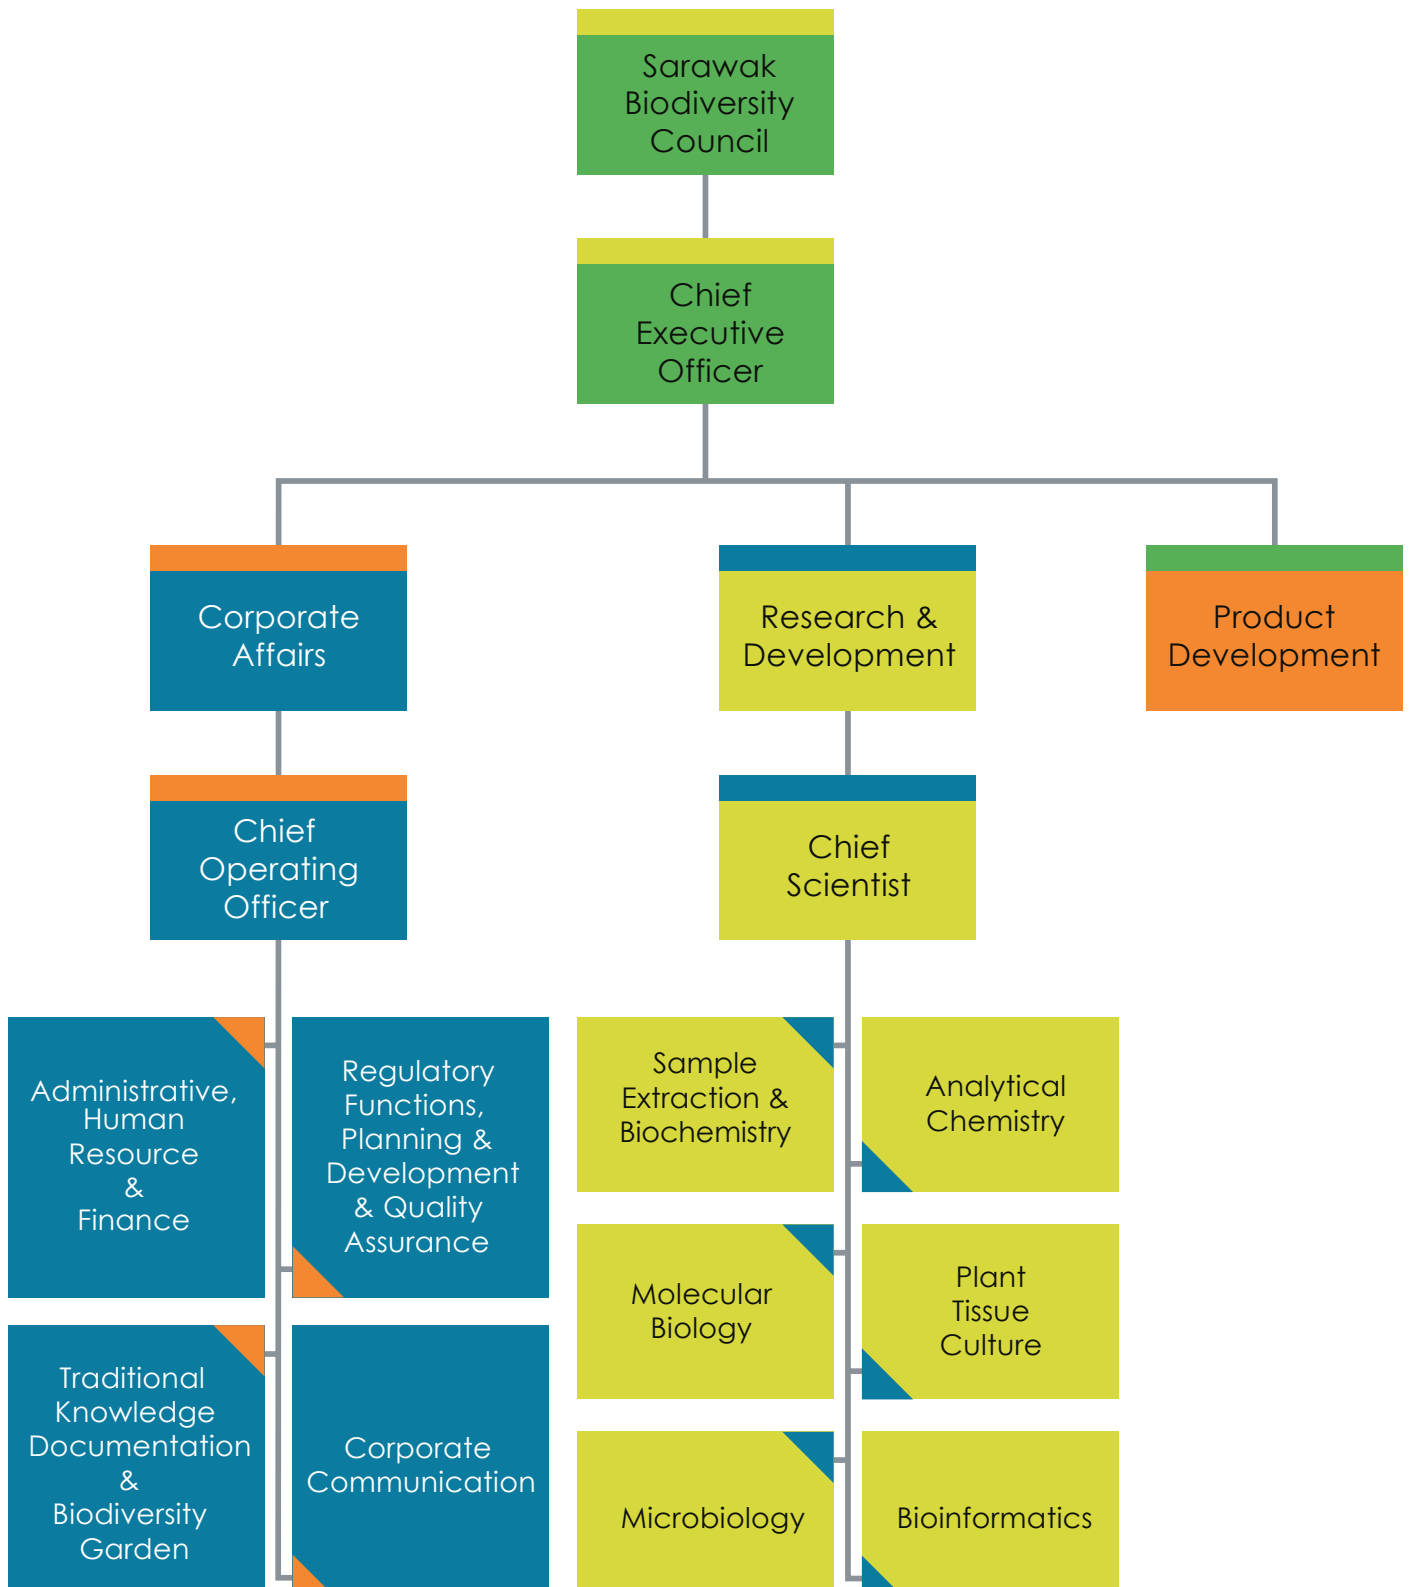 Sarawak
Biodiversity
Council
Chief
Executive
Officer
Corporate
Affairs
Research &
Development
Product
Development
Chief
Operating
Officer
Chief
Scientist
Administrative,
Human
Resource
&
Finance
Regulatory
Functions,
Planning &
Development
& Quality
Assurance
Sample
Extraction &
Biochemistry
Analytical
Chemistry
Molecular
Biology
Plant
Tissue
Culture
Traditional
Knowledge
Documentation
&
Biodiversity
Garden
Corporate
Communication
Microbiology
Bioinformatics